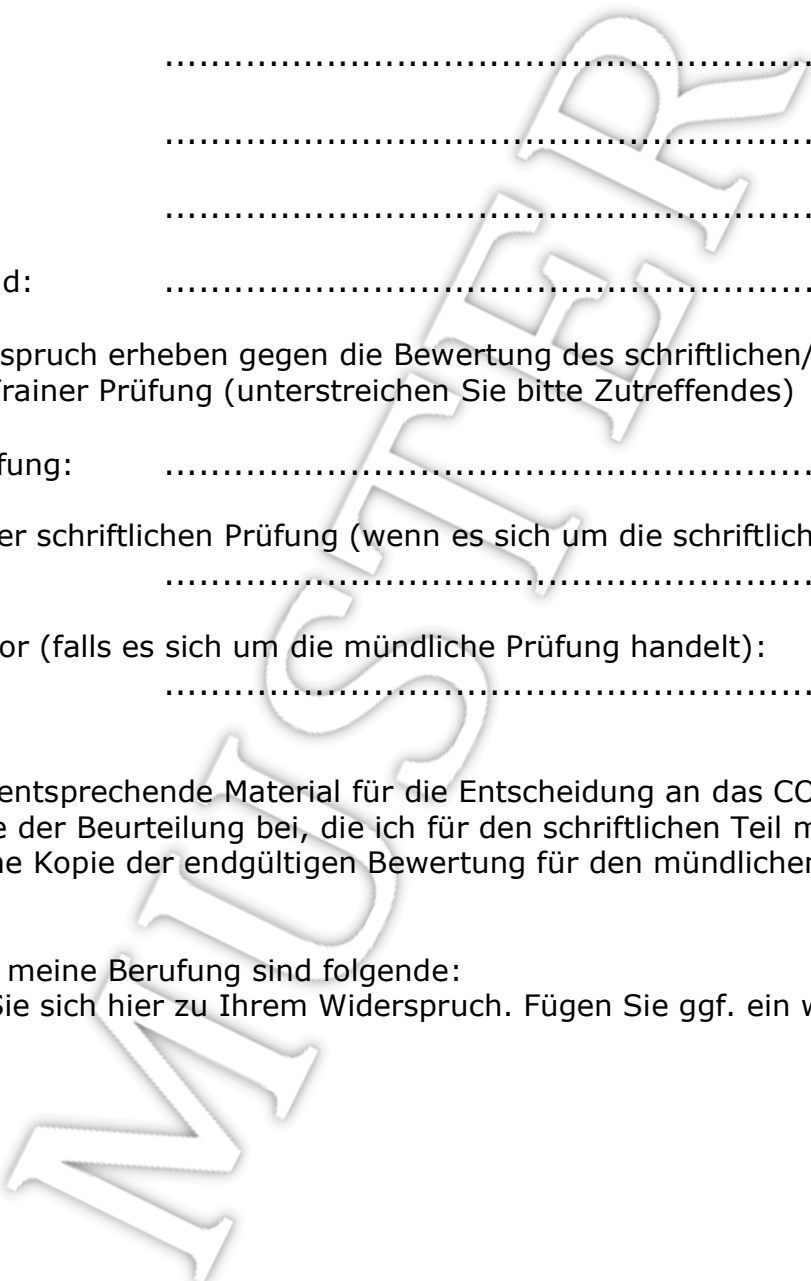 ..............................................................
..............................................................
..............................................................
d: ..............................................................
spruch erheben gegen die Bewertung des schriftlichen/
Trainer Prüfung (unterstreichen Sie bitte Zutreffendes)
fung: ..............................................................
er schriftlichen Prüfung (wenn es sich um die schriftlich
..............................................................
or (falls es sich um die mündliche Prüfung handelt):
..............................................................
entsprechende Material für die Entscheidung an das CO
e der Beurteilung bei, die ich für den schriftlichen Teil m
ne Kopie der endgültigen Bewertung für den mündlichen
meine Berufung sind folgende:
Sie sich hier zu Ihrem Widerspruch. Fügen Sie ggf. ein w
MUSTER